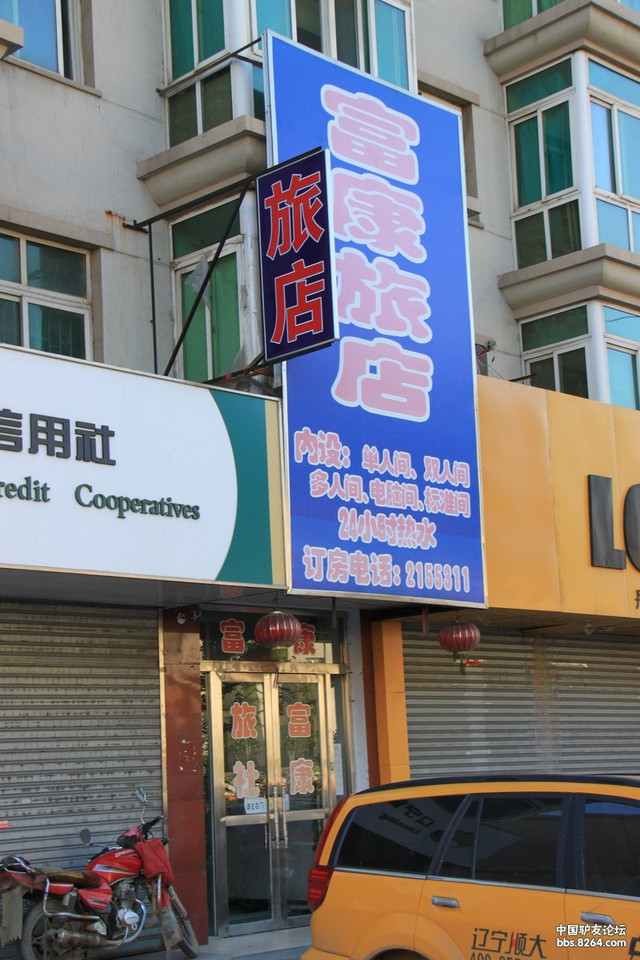 富康旅店
旅店
内设：单人间、双人间
多人间、电脑间、标准间
24小时热水
订房电话：2155311
信用社
redit Cooperatives
LO
富 康
富康
旅社
辽宁顺大
中国驴友论坛
bbs.8264.com